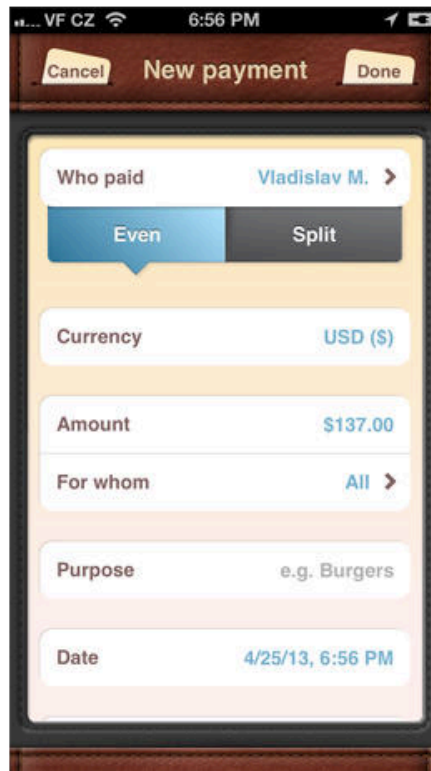 VF CZ 6:56 PM
Cancel New payment Done
Who paid Vladislav M.
Even Split
Currency USD ($)
Amount $137.00
For whom All
Purpose e.g. Burgers
Date 4/25/13, 6:56 PM